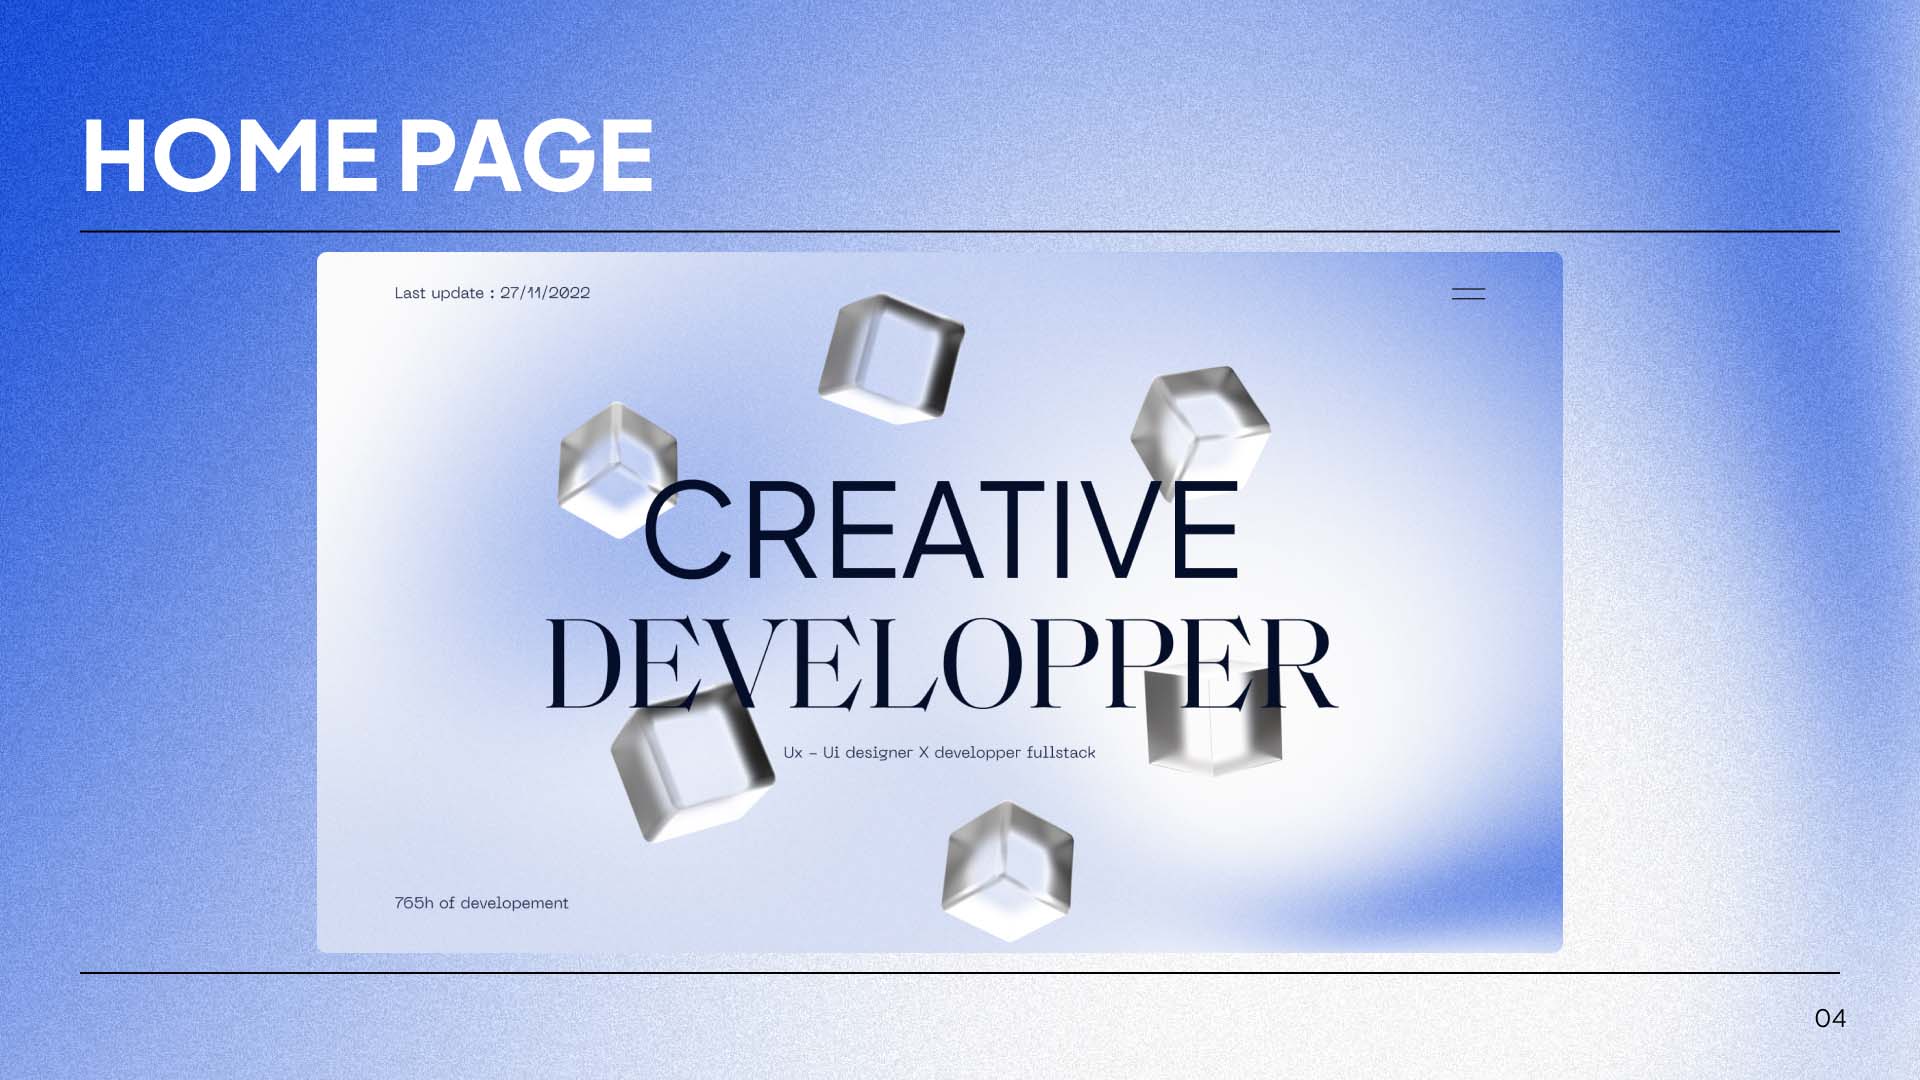 HOME PAGE
Last update : 27/11/2022
CREATIVE
DEVELOPPER
Ux - Ui designer X developper fullstack
765h of developement
04